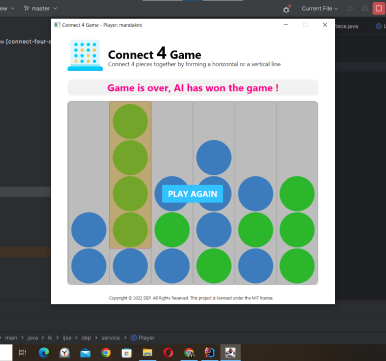 ew
master
Current File
Connect 4 Game - Player: mandakini
iece.java
w [connect-four-
Connect 4 Game
Connect 4 pieces together by forming a horizontal or a vertical line
Game is over, AI has won the game !
PLAY AGAIN
Copyright © 2022 DEP. All Rights Reserved. This project is licensed under the MIT license.
main > java > lk > ijse > dep > service > Player